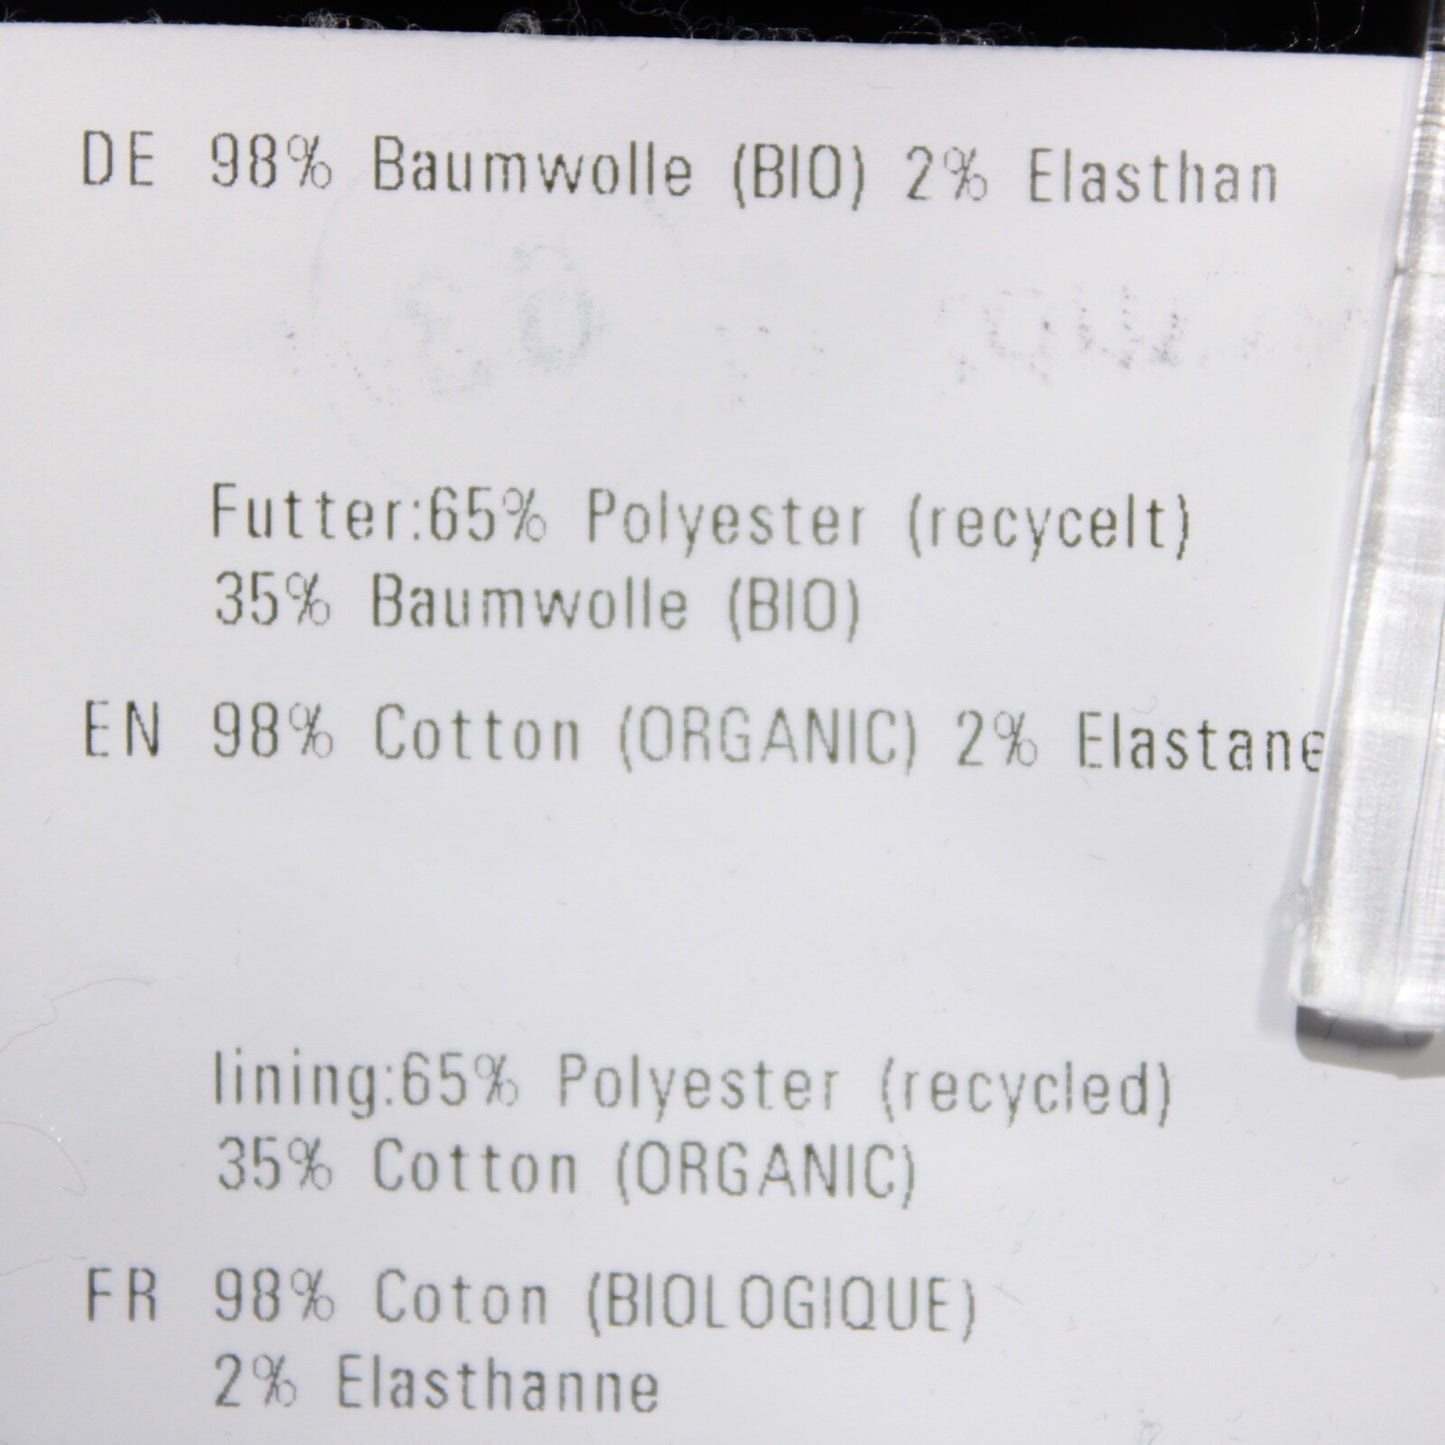 DE 98% Baumwolle (BIO) 2% Elasthan
Futter:65% Polyester (recycelt)
35% Baumwolle (BIO)
EN 98% Cotton (ORGANIC) 2% Elastane
lining:65% Polyester (recycled)
35% Cotton (ORGANIC)
FR 98% Coton (BIOLOGIQUE)
2% Elasthanne